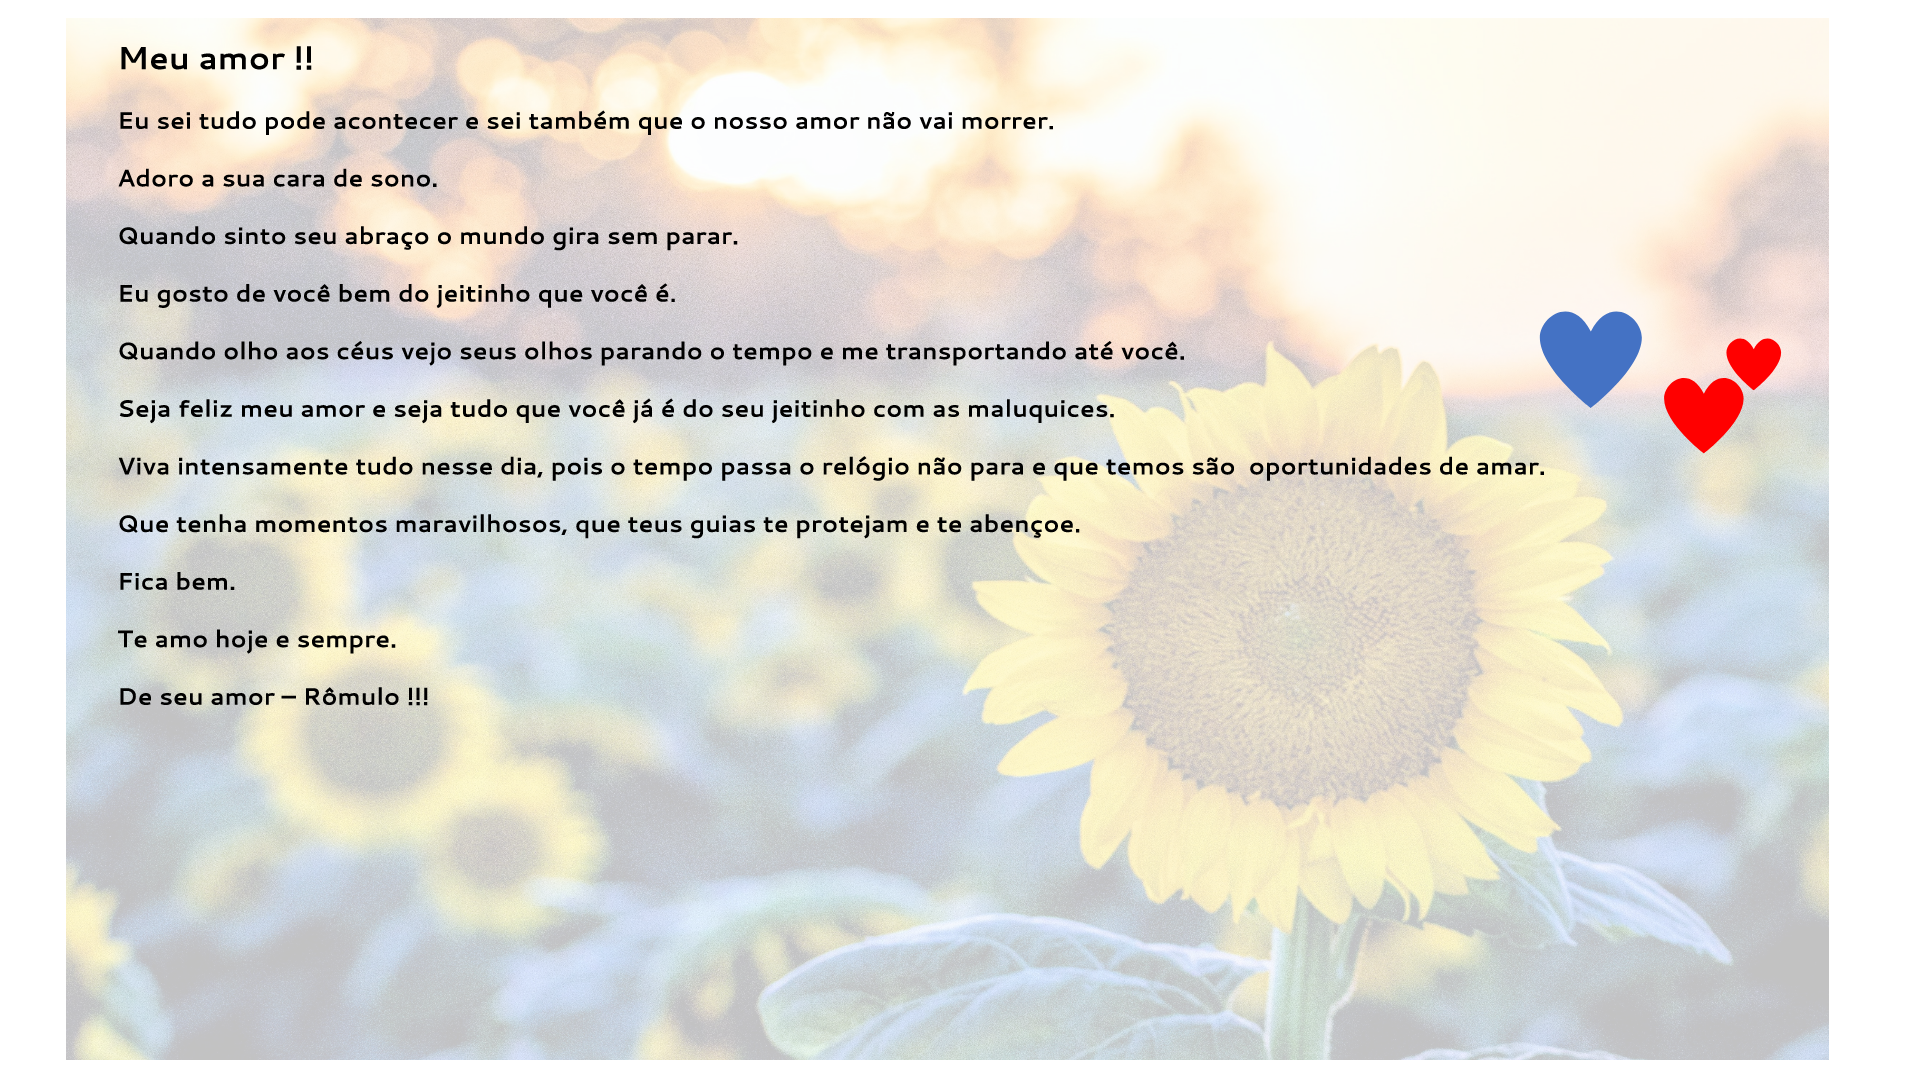 Meu amor !!
Eu sei tudo pode acontecer e sei também que o nosso amor não vai morrer.
Adoro a sua cara de sono.
Quando sinto seu abraço o mundo gira sem parar.
Eu gosto de você bem do jeitinho que você é.
Quando olho aos céus vejo seus olhos parando o tempo e me transportando até você.
Seja feliz meu amor e seja tudo que você já é do seu jeitinho com as maluquices.
Viva intensamente tudo nesse dia, pois o tempo passa o relógio não para e que temos são  oportunidades de amar.
Que tenha momentos maravilhosos, que teus guias te protejam e te abençoe.
Fica bem.
Te amo hoje e sempre.
De seu amor – Rômulo !!!